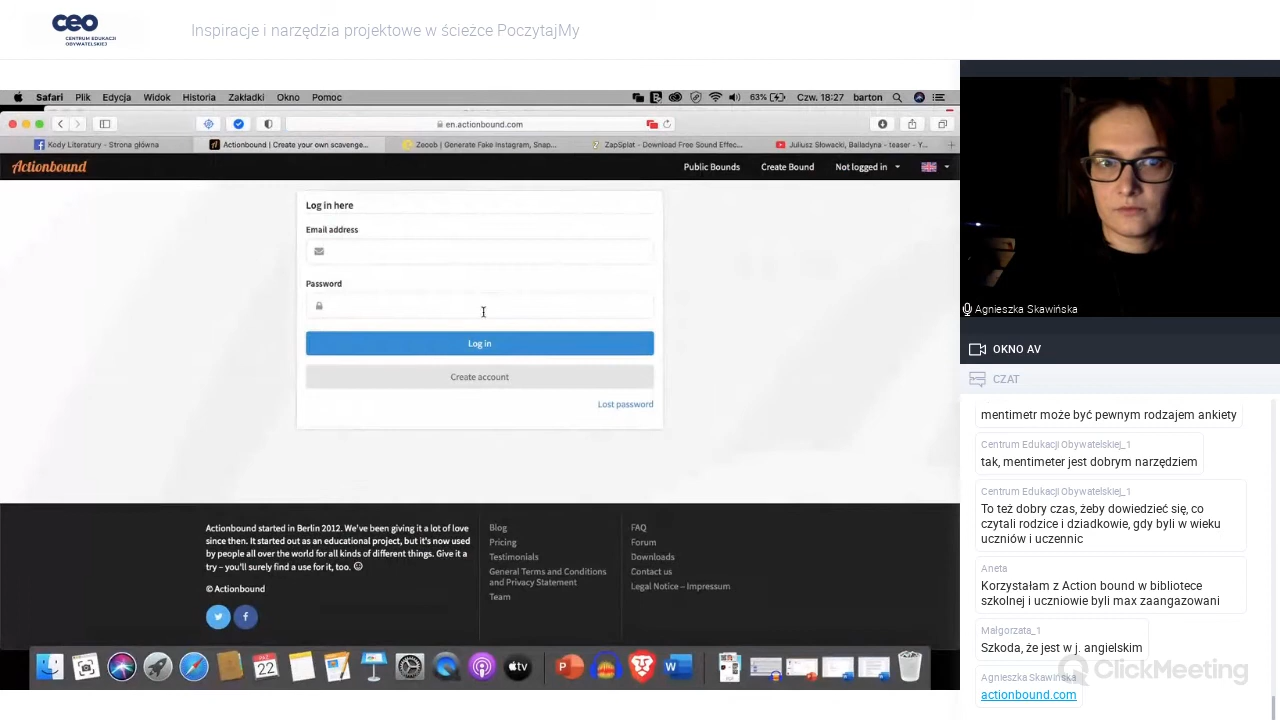 ceo
CENTRUM EDUKACJI
OBYWATELSKIEJ
Inspiracje i narzędzia projektowe w ścieżce PoczytajMy
Safari Plik Edycja Widok Historia Zakładki Okno Pomoc
63% Czw. 18:27 barton
en.actionbound.com
Kody Literatury - Strona główna
Actionbound | Create your own scavenge...
Zeoob | Generate Fake Instagram, Snap...
ZapSplat - Download Free Sound Effec...
Juliusz Słowacki, Balladyna - teaser - Y...
Actionbound
Public Bounds Create Bound Not logged in
Log in here
Email address
Password
Log in
Create account
Lost password
Actionbound started in Berlin 2012. We've been giving it a lot of love
since then. It started out as an educational project, but it's now used
by people all over the world for all kinds of different things. Give it a
try – you'll surely find a use for it, too.
© Actionbound
Blog
Pricing
Testimonials
General Terms and Conditions
and Privacy Statement
Team
FAQ
Forum
Downloads
Contact us
Legal Notice – Impressum
22
tv
Agnieszka Skawińska
OKNO AV
CZAT
mentimetr może być pewnym rodzajem ankiety
Centrum Edukacji Obywatelskiej_1
tak, mentimeter jest dobrym narzędziem
Centrum Edukacji Obywatelskiej_1
To też dobry czas, żeby dowiedzieć się, co
czytali rodzice i dziadkowie, gdy byli w wieku
uczniów i uczennic
Aneta
Korzystałam z Action bound w bibliotece
szkolnej i uczniowie byli max zaangazowani
Małgorzata_1
Szkoda, że jest w j. angielskim
Agnieszka Skawińska
actionbound.com
ClickMeeting